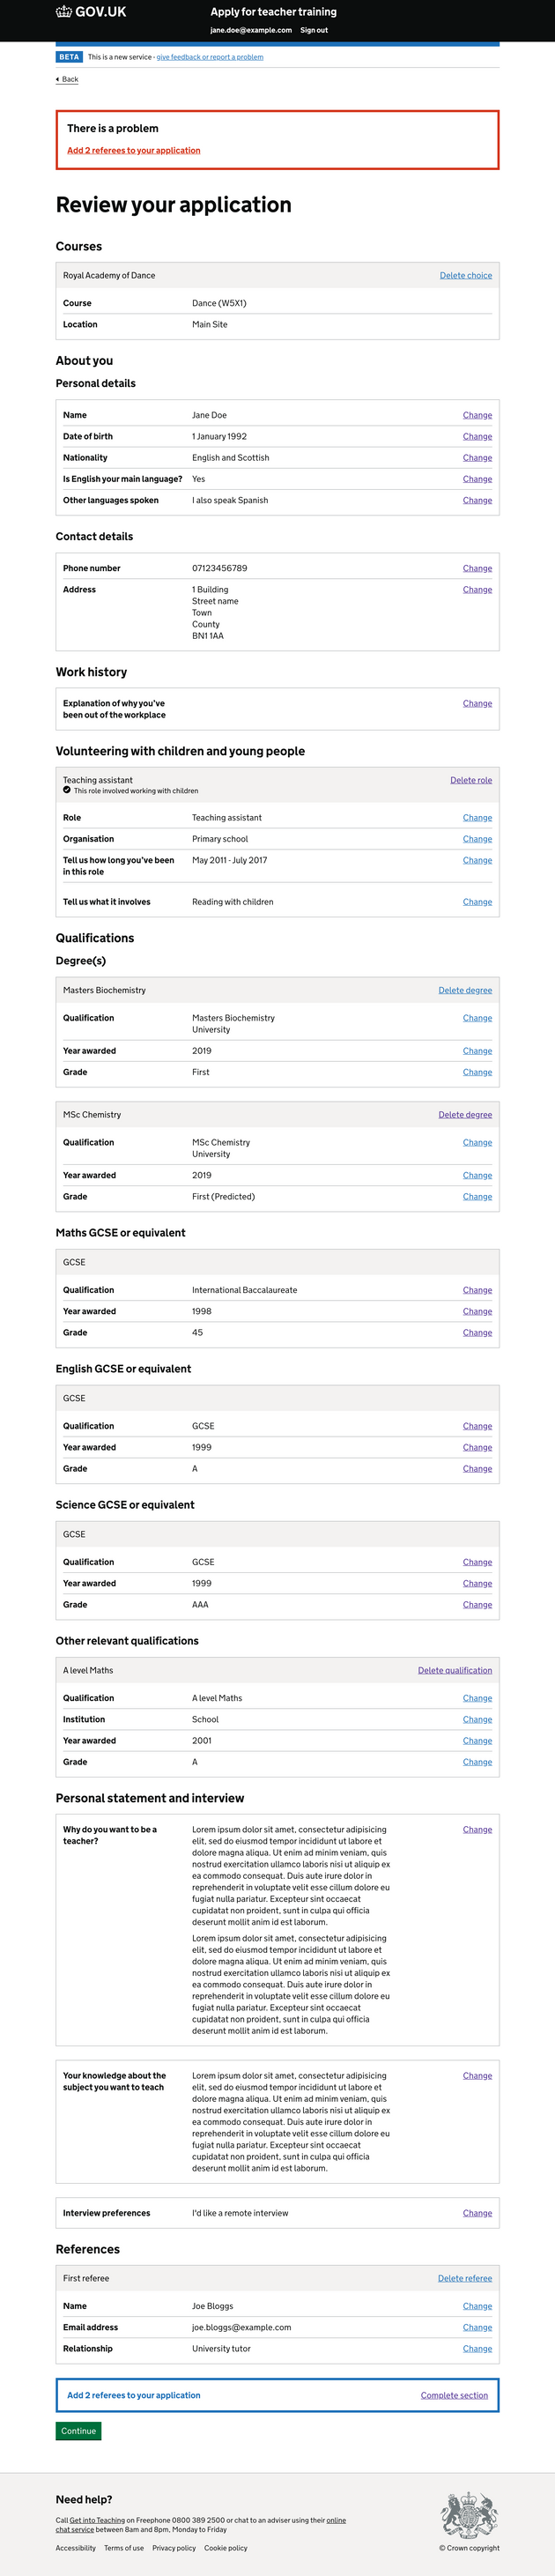 GOV.UK
Apply for teacher training
jane.doe@example.com Sign out
BETA This is a new service - give feedback or report a problem
Back
There is a problem
Add 2 referees to your application
Review your application
Courses
Royal Academy of Dance Delete choice
Course Dance (W5X1)
Location Main Site
About you
Personal details
Name Jane Doe Change
Date of birth 1 January 1992 Change
Nationality English and Scottish Change
Is English your main language? Yes Change
Other languages spoken I also speak Spanish Change
Contact details
Phone number 07123456789 Change
Address 1 Building Change
Street name
Town
County
BN1 1AA
Work history
Explanation of why you've Change
been out of the workplace
Volunteering with children and young people
Teaching assistant Delete role
This role involved working with children
Role Teaching assistant Change
Organisation Primary school Change
Tell us how long you've been May 2011 - July 2017 Change
in this role
Tell us what it involves Reading with children Change
Qualifications
Degree(s)
Masters Biochemistry Delete degree
Qualification Masters Biochemistry Change
University
Year awarded 2019 Change
Grade First Change
MSc Chemistry Delete degree
Qualification MSc Chemistry Change
University
Year awarded 2019 Change
Grade First (Predicted) Change
Maths GCSE or equivalent
GCSE
Qualification International Baccalaureate Change
Year awarded 1998 Change
Grade 45 Change
English GCSE or equivalent
GCSE
Qualification GCSE Change
Year awarded 1999 Change
Grade A Change
Science GCSE or equivalent
GCSE
Qualification GCSE Change
Year awarded 1999 Change
Grade AAA Change
Other relevant qualifications
A level Maths Delete qualification
Qualification A level Maths Change
Institution School Change
Year awarded 2001 Change
Grade A Change
Personal statement and interview
Why do you want to be a Lorem ipsum dolor sit amet, consectetur adipisicing Change
teacher? elit, sed do eiusmod tempor incididunt ut labore et
dolore magna aliqua. Ut enim ad minim veniam, quis
nostrud exercitation ullamco laboris nisi ut aliquip ex
ea commodo consequat. Duis aute irure dolor in
reprehenderit in voluptate velit esse cillum dolore eu
fugiat nulla pariatur. Excepteur sint occaecat
cupidatat non proident, sunt in culpa qui officia
deserunt mollit anim id est laborum.
Lorem ipsum dolor sit amet, consectetur adipisicing
elit, sed do eiusmod tempor incididunt ut labore et
dolore magna aliqua. Ut enim ad minim veniam, quis
nostrud exercitation ullamco laboris nisi ut aliquip ex
ea commodo consequat. Duis aute irure dolor in
reprehenderit in voluptate velit esse cillum dolore eu
fugiat nulla pariatur. Excepteur sint occaecat
cupidatat non proident, sunt in culpa qui officia
deserunt mollit anim id est laborum.
Your knowledge about the Lorem ipsum dolor sit amet, consectetur adipisicing Change
subject you want to teach elit, sed do eiusmod tempor incididunt ut labore et
dolore magna aliqua. Ut enim ad minim veniam, quis
nostrud exercitation ullamco laboris nisi ut aliquip ex
ea commodo consequat. Duis aute irure dolor in
reprehenderit in voluptate velit esse cillum dolore eu
fugiat nulla pariatur. Excepteur sint occaecat
cupidatat non proident, sunt in culpa qui officia
deserunt mollit anim id est laborum.
Interview preferences I'd like a remote interview Change
References
First referee Delete referee
Name Joe Bloggs Change
Email address joe.bloggs@example.com Change
Relationship University tutor Change
Add 2 referees to your application Complete section
Continue
Need help?
Call Get into Teaching on Freephone 0800 389 2500 or chat to an adviser using their online
chat service between 8am and 8pm, Monday to Friday
Accessibility Terms of use Privacy policy Cookie policy © Crown copyright